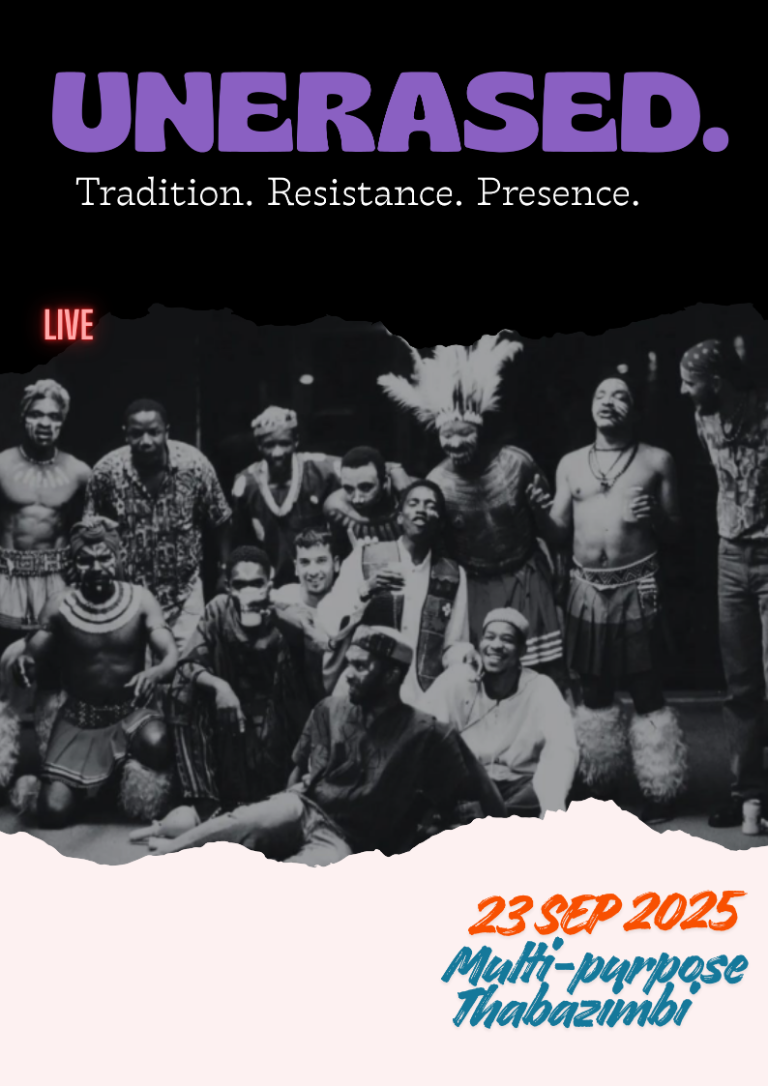 UNERASED.
Tradition. Resistance. Presence.
LIVE
23 SEP 2025
Multi-purpose
Thabazimbi